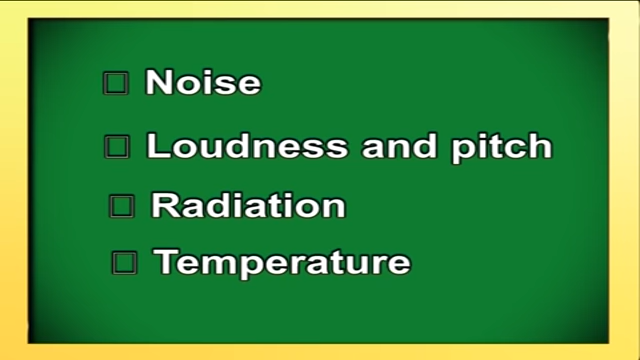 □ Noise
□ Loudness and pitch
□ Radiation
□ Temperature